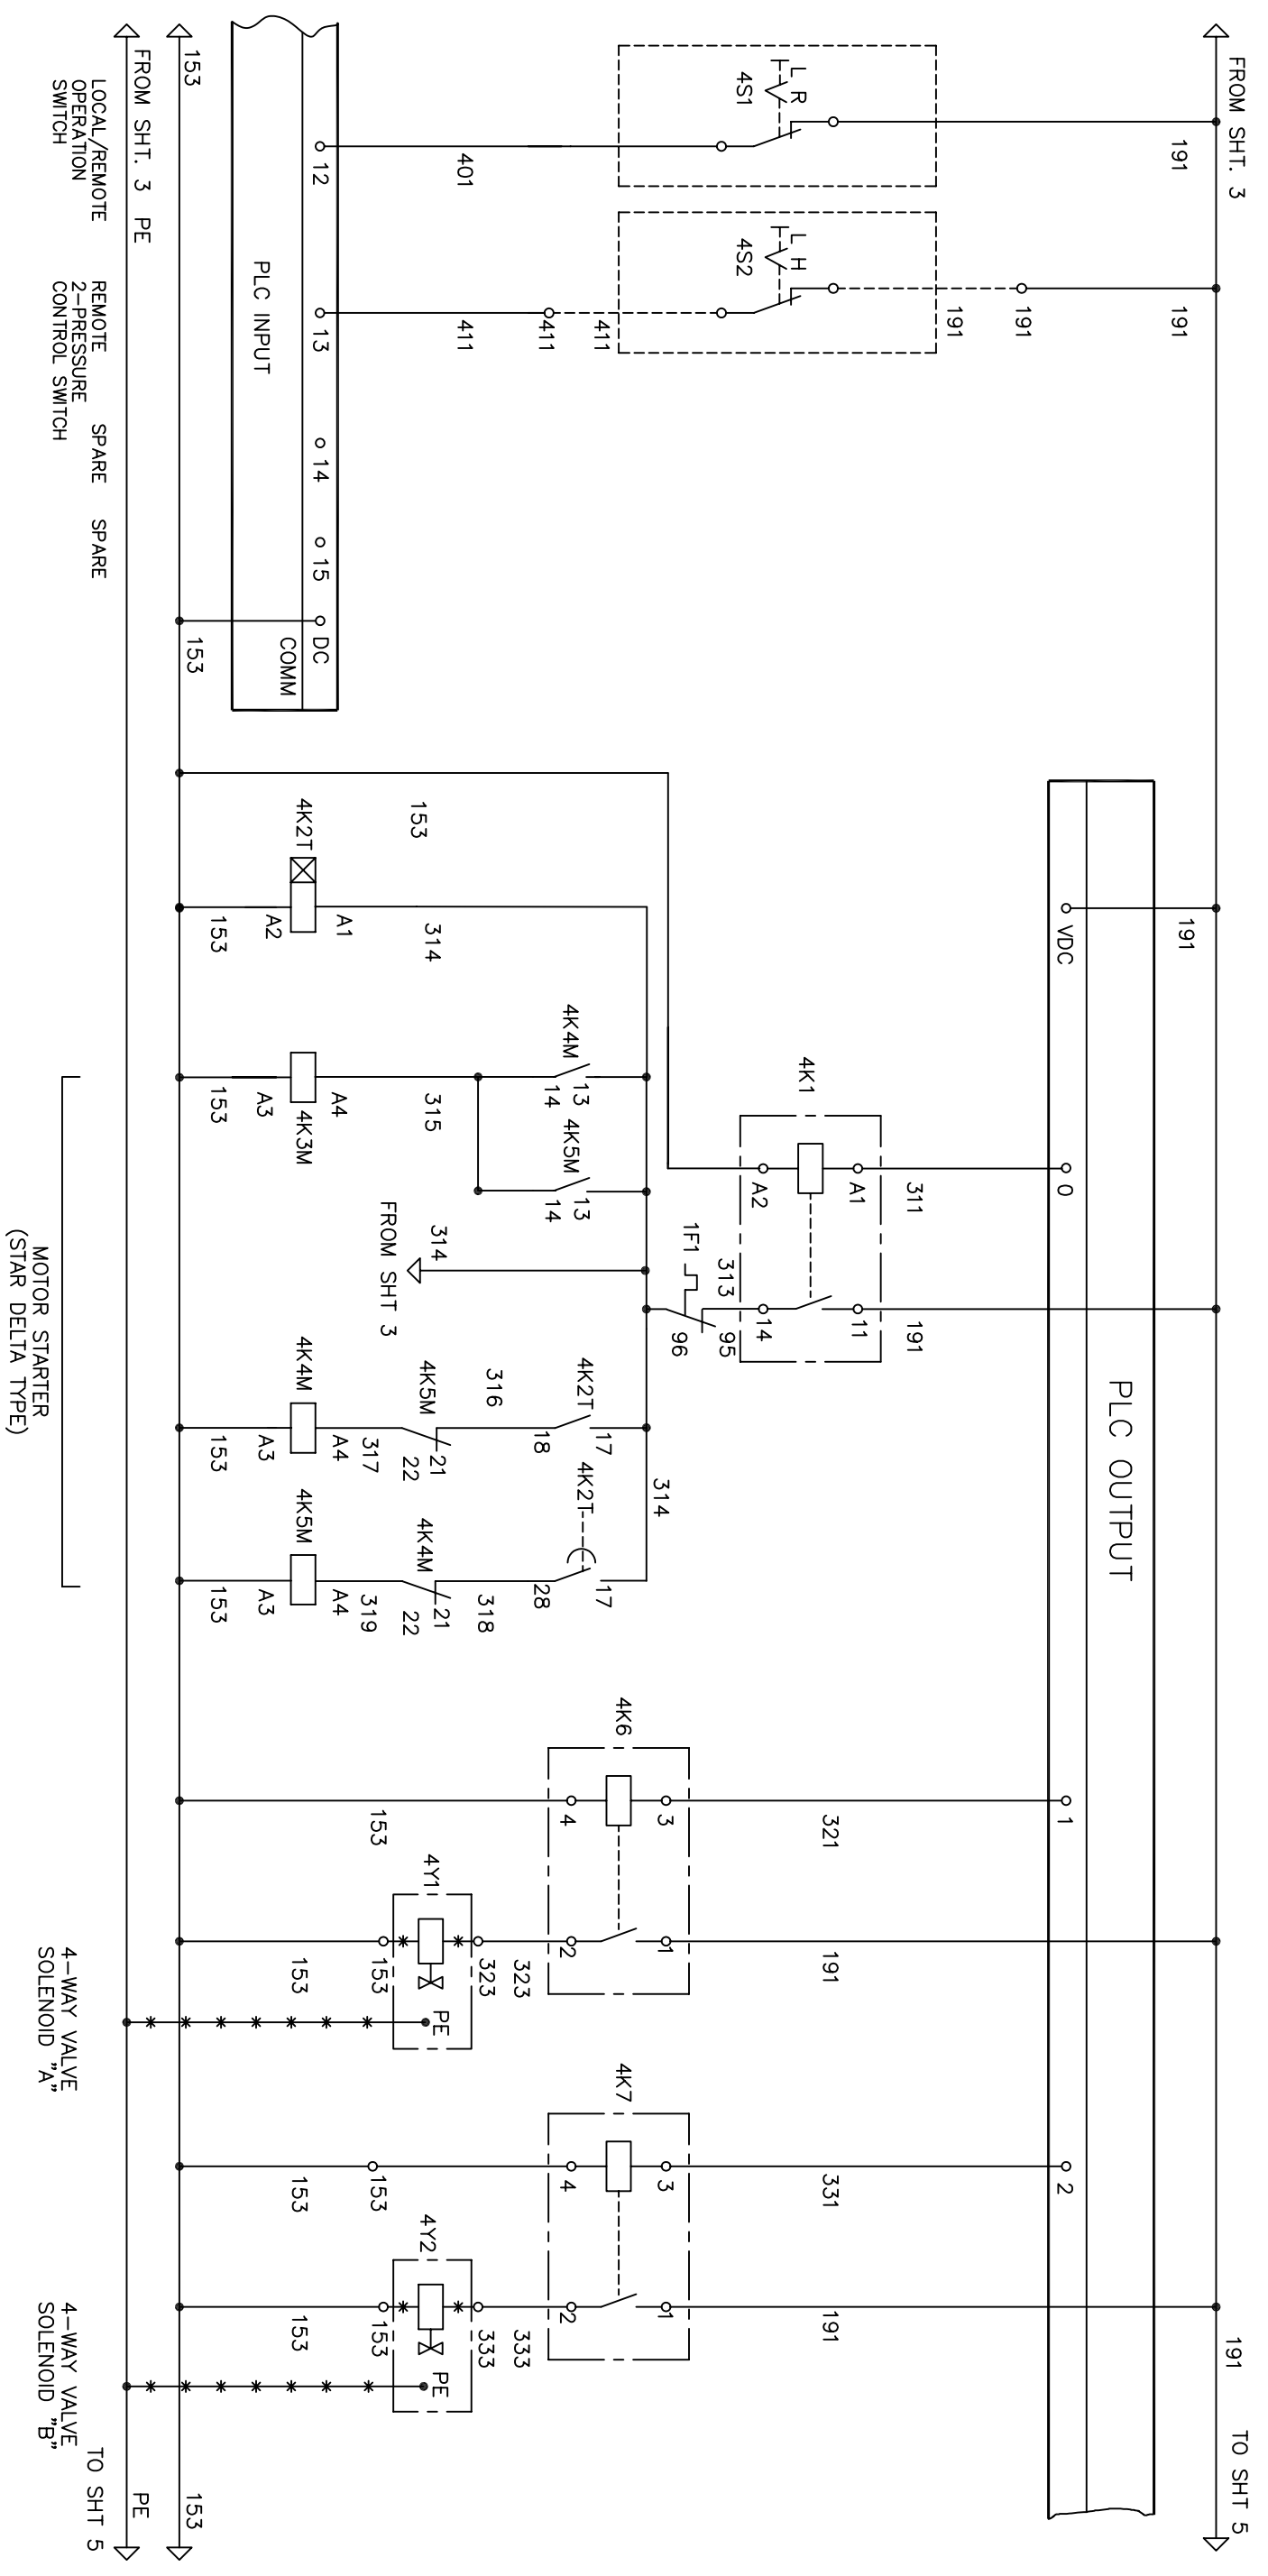 FROM SHT. 3
191
191
191
191
TO SHT 5
191
191
191
4S1
L R
4S2
L H
191
191
401
411
411
411
12
13
14
15
DC
COMM
PLC INPUT
153
153
FROM SHT. 3 PE
LOCAL/REMOTE
OPERATION
SWITCH
REMOTE
2-PRESSURE
CONTROL SWITCH
SPARE
SPARE
PLC OUTPUT
VDC
0
1
2
4K1
A1
A2
311
11
14
191
313
1F1
95
96
153
4K2T
A1
A2
314
153
4K4M
13
14
4K5M
13
14
315
A4
4K3M
A3
153
314
FROM SHT 3
314
4K2T
17
18
316
4K5M
21
22
317
4K4M
A4
A3
153
4K2T
17
28
318
4K4M
21
22
319
4K5M
A4
A3
153
MOTOR STARTER
(STAR DELTA TYPE)
321
4K6
3
4
1
2
191
153
323
323
4Y1
PE
153
153
4-WAY VALVE
SOLENOID "A"
331
4K7
3
4
1
2
191
153
153
333
333
4Y2
PE
153
153
4-WAY VALVE
SOLENOID "B"
153
PE
TO SHT 5